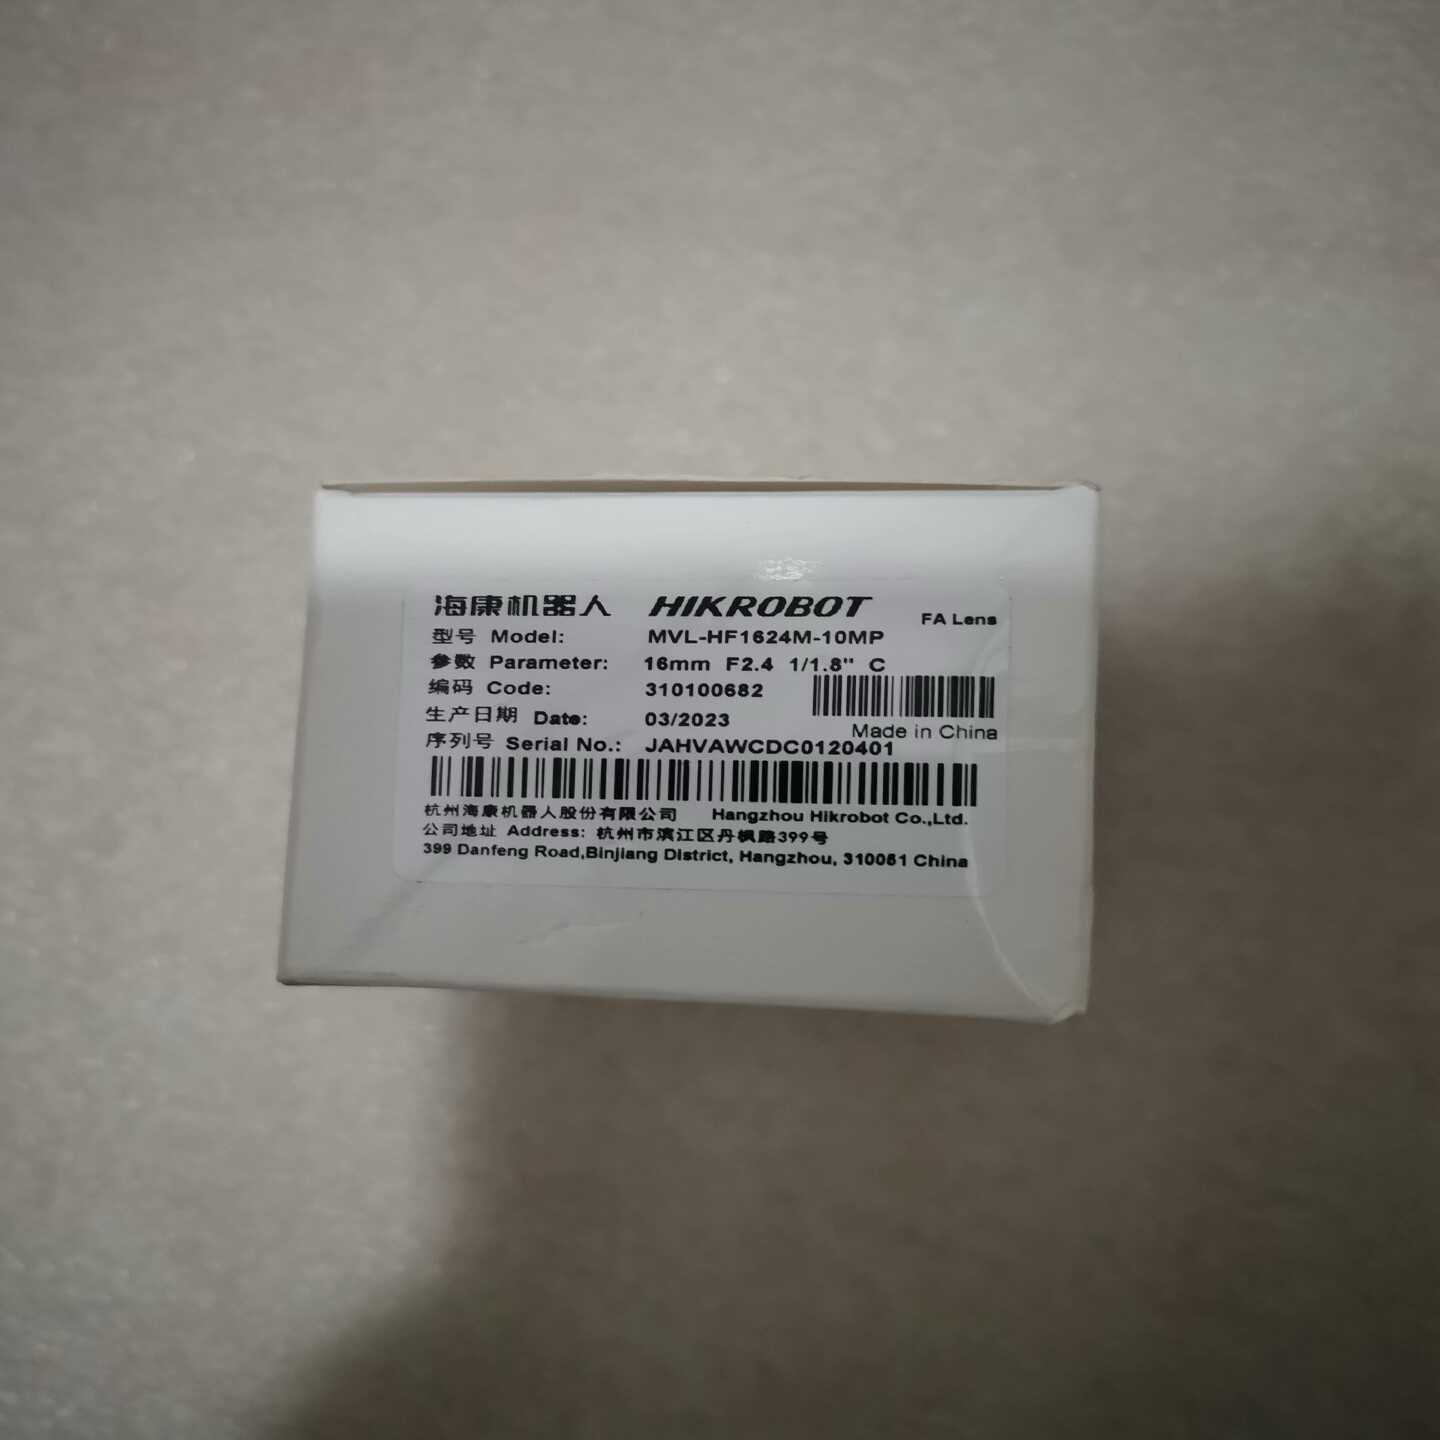 海康机器人 HIKROBOT FA Lens
型号 Model: MVL-HF1624M-10MP
参数 Parameter: 16mm F2.4 1/1.8" C
编码 Code: 310100682
生产日期 Date: 03/2023
Made in China
序列号 Serial No.: JAHVAWCDC0120401
杭州海康机器人股份有限公司 Hangzhou Hikrobot Co.,Ltd.
公司地址 Address: 杭州市滨江区丹枫路399号
399 Danfeng Road,Binjiang District, Hangzhou, 310051 China